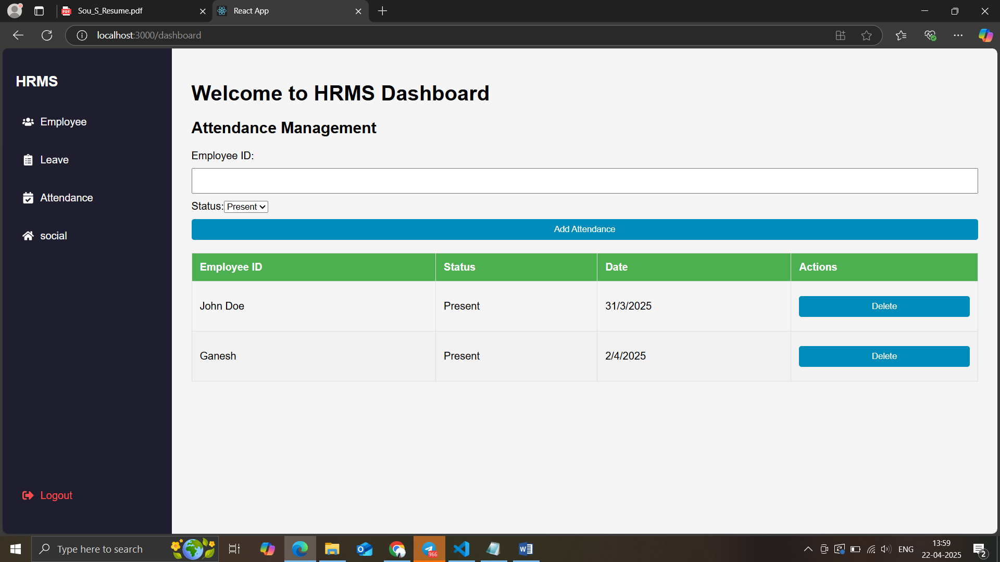 Sou_S_Resume.pdf
React App
localhost:3000/dashboard
HRMS
Employee
Leave
Attendance
social
Logout
Welcome to HRMS Dashboard
Attendance Management
Employee ID:
Status: Present
Add Attendance
Employee ID Status Date Actions
John Doe Present 31/3/2025 Delete
Ganesh Present 2/4/2025 Delete
Type here to search
966
ENG
13:59
22-04-2025
2